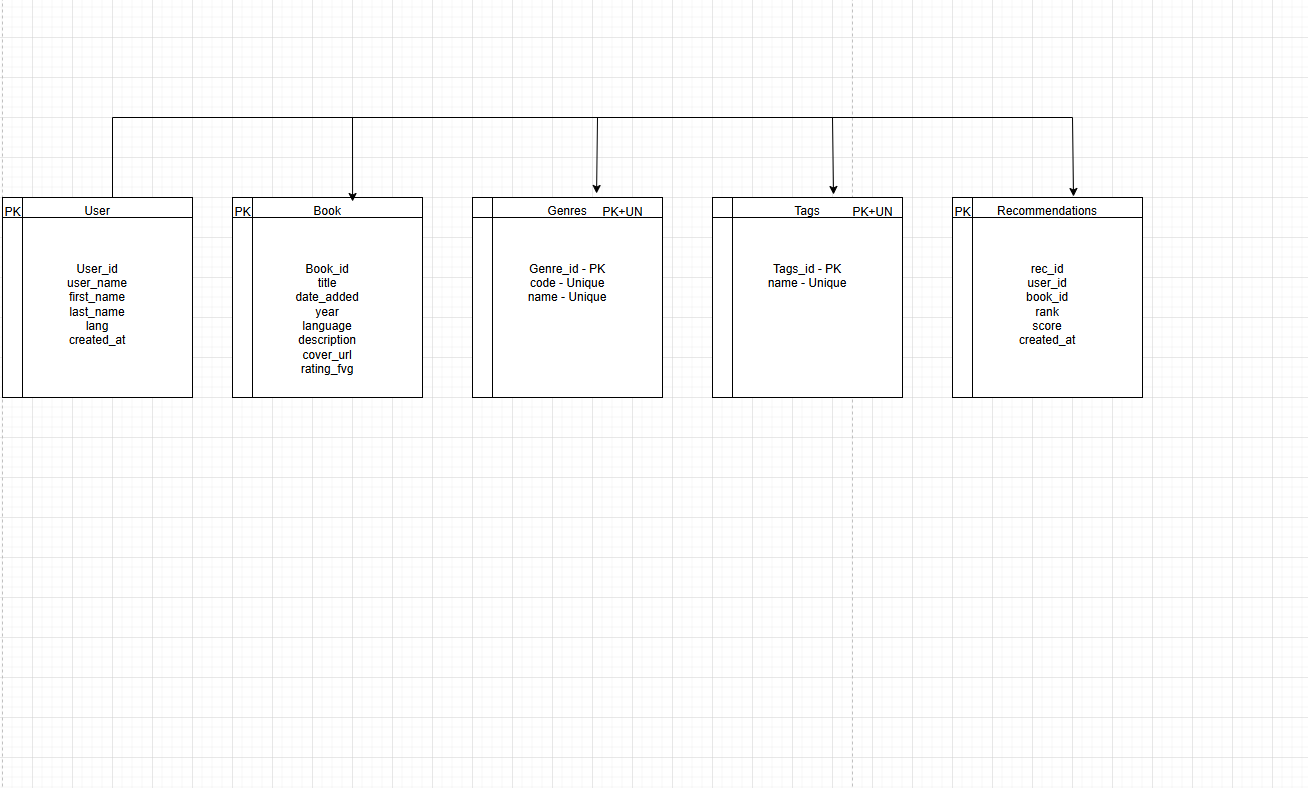 PK User
User_id
user_name
first_name
last_name
lang
created_at
PK Book
Book_id
title
date_added
year
language
description
cover_url
rating_fvg
Genres PK+UN
Genre_id - PK
code - Unique
name - Unique
Tags PK+UN
Tags_id - PK
name - Unique
PK Recommendations
rec_id
user_id
book_id
rank
score
created_at